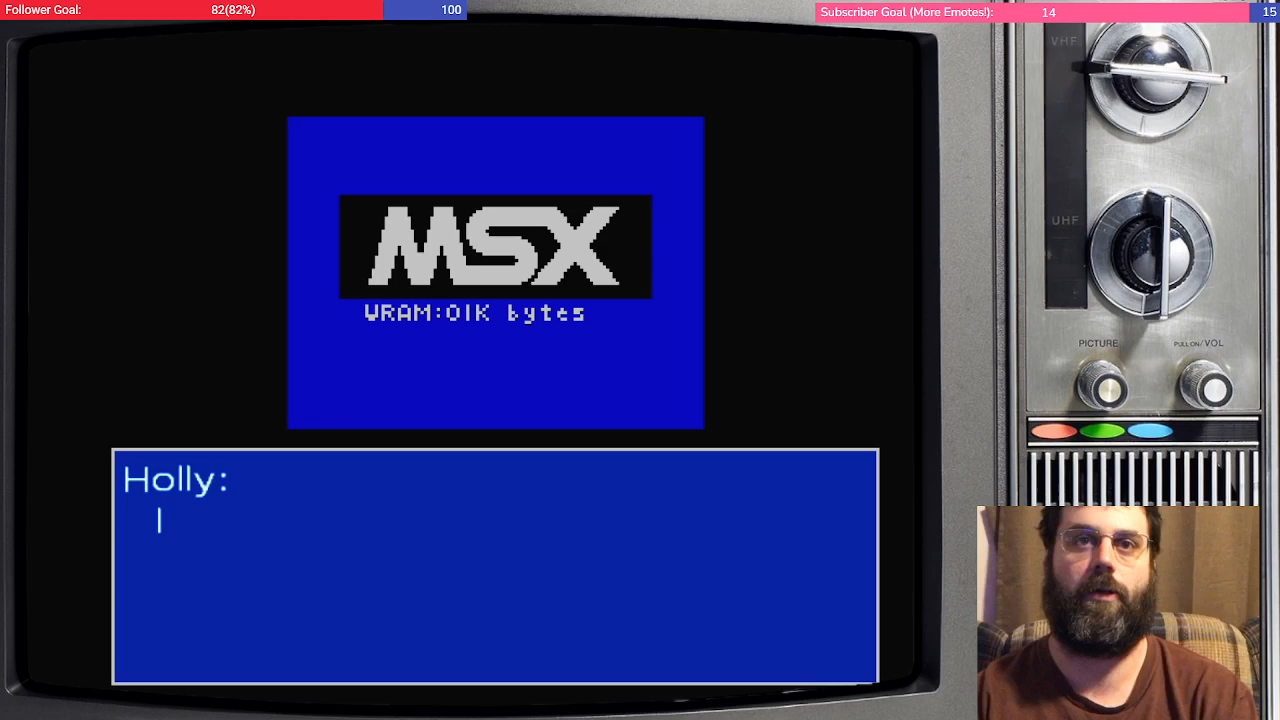 Follower Goal: 82(82%) 100
Subscriber Goal (More Emotes!): 14 15
VHF
MSX
UHF
VRAM:01K bytes
PICTURE PULL ON/VOL
Holly:
I